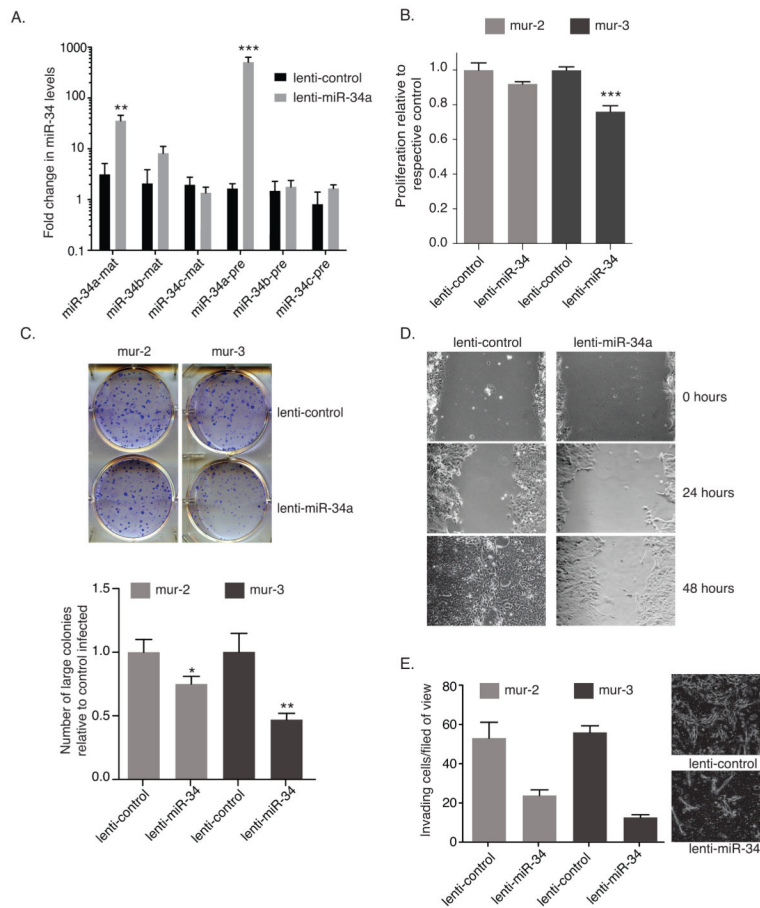 A.
Fold change in miR-34 levels
1000
100
10
1
0.1
**
***
lenti-control
lenti-miR-34a
miR-34a-mat
miR-34b-mat
miR-34c-mat
miR-34a-pre
miR-34b-pre
miR-34c-pre
B.
mur-2
mur-3
Proliferation relative to
respective control
1.0
0.8
0.6
0.4
0.2
0.0
***
lenti-control
lenti-miR-34
lenti-control
lenti-miR-34
C.
mur-2
mur-3
lenti-control
lenti-miR-34a
mur-2
mur-3
Number of large colonies
relative to control infected
1.5
1.0
0.5
0.0
*
**
lenti-control
lenti-miR-34
lenti-control
lenti-miR-34
D.
lenti-control
lenti-miR-34a
0 hours
24 hours
48 hours
E.
mur-2
mur-3
Invading cells/filed of view
80
60
40
20
0
lenti-control
lenti-miR-34
lenti-control
lenti-miR-34
lenti-control
lenti-miR-34